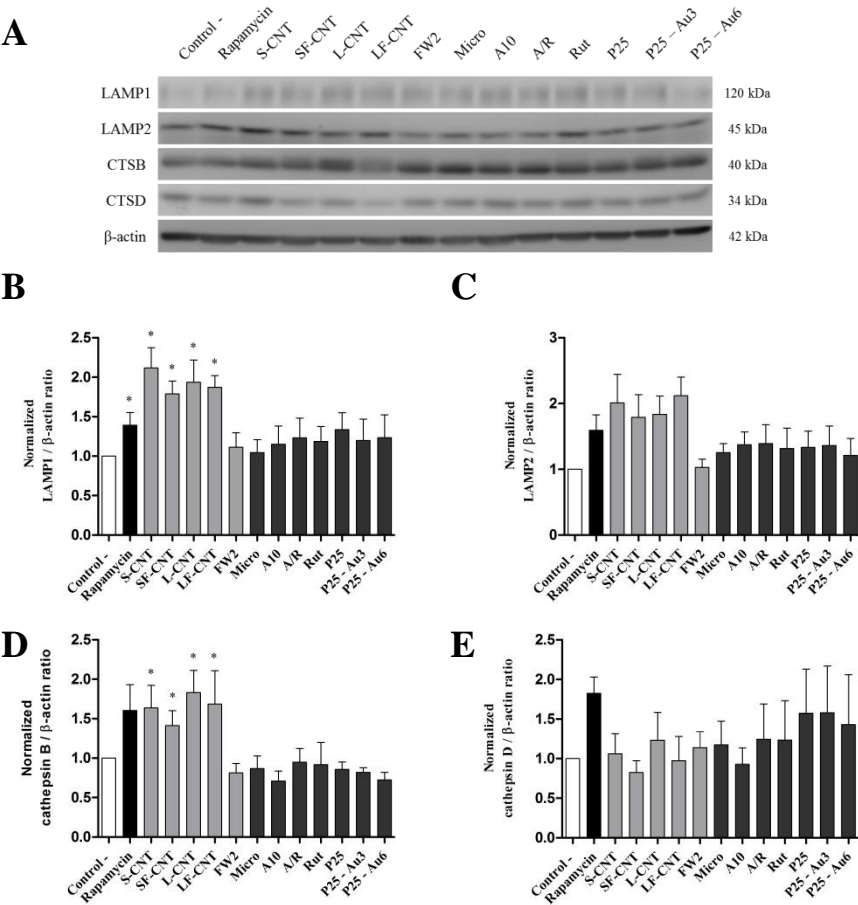 A
Control -
Rapamycin
S-CNT
SF-CNT
L-CNT
LF-CNT
FW2
Micro
A10
A/R
Rut
P25
P25 – Au3
P25 – Au6
LAMP1
120 kDa
LAMP2
45 kDa
CTSB
40 kDa
CTSD
34 kDa
β-actin
42 kDa
B
Normalized
LAMP1 / β-actin ratio
2.5
2.0
1.5
1.0
0.5
0.0
*
*
*
*
*
Control -
Rapamycin
S-CNT
SF-CNT
L-CNT
LF-CNT
FW2
Micro
A10
A/R
Rut
P25
P25 - Au3
P25 - Au6
C
Normalized
LAMP2 / β-actin ratio
3
2
1
0
Control -
Rapamycin
S-CNT
SF-CNT
L-CNT
LF-CNT
FW2
Micro
A10
A/R
Rut
P25
P25 - Au3
P25 - Au6
D
Normalized
cathepsin B / β-actin ratio
2.5
2.0
1.5
1.0
0.5
0.0
*
*
*
*
Control -
Rapamycin
S-CNT
SF-CNT
L-CNT
LF-CNT
FW2
Micro
A10
A/R
Rut
P25
P25 - Au3
P25 - Au6
E
Normalized
cathepsin D / β-actin ratio
2.5
2.0
1.5
1.0
0.5
0.0
Control -
Rapamycin
S-CNT
SF-CNT
L-CNT
LF-CNT
FW2
Micro
A10
A/R
Rut
P25
P25 - Au3
P25 - Au6